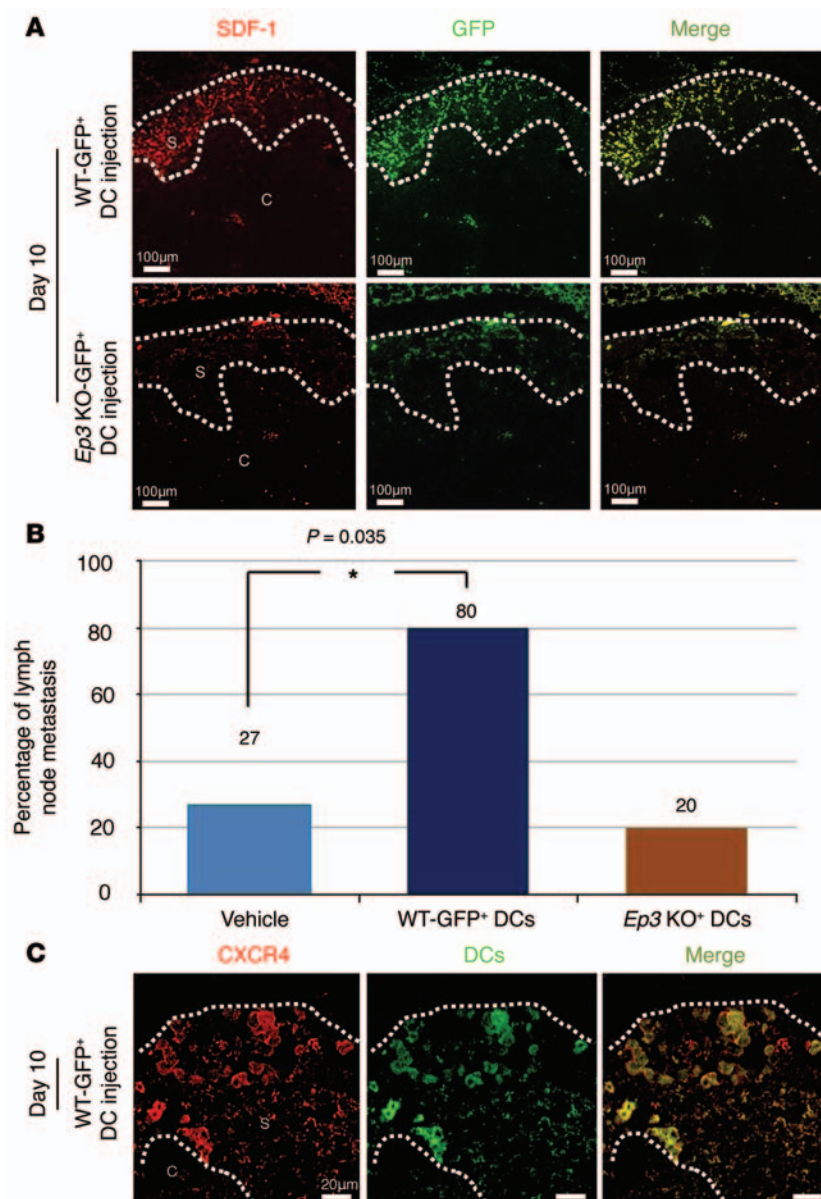 A
SDF-1 GFP Merge
Day 10
WT-GFP⁺
DC injection
S
C
100μm 100μm 100μm
Ep3 KO-GFP⁺
DC injection
S
C
100μm 100μm 100μm
B
P = 0.035
*
Percentage of lymph
node metastasis
100
80
60
40
20
0
27
80
20
Vehicle WT-GFP⁺ DCs Ep3 KO⁺ DCs
C
CXCR4 DCs Merge
Day 10
WT-GFP⁺
DC injection
S
C
20μm